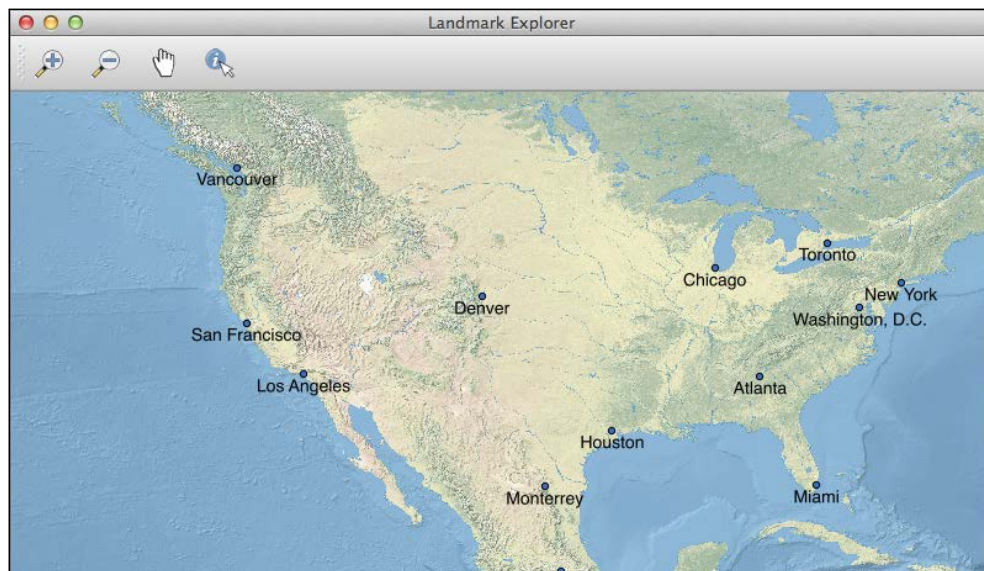 Landmark Explorer
Vancouver
Toronto
Chicago
New York
Denver
Washington, D.C.
San Francisco
Los Angeles
Atlanta
Houston
Monterrey
Miami